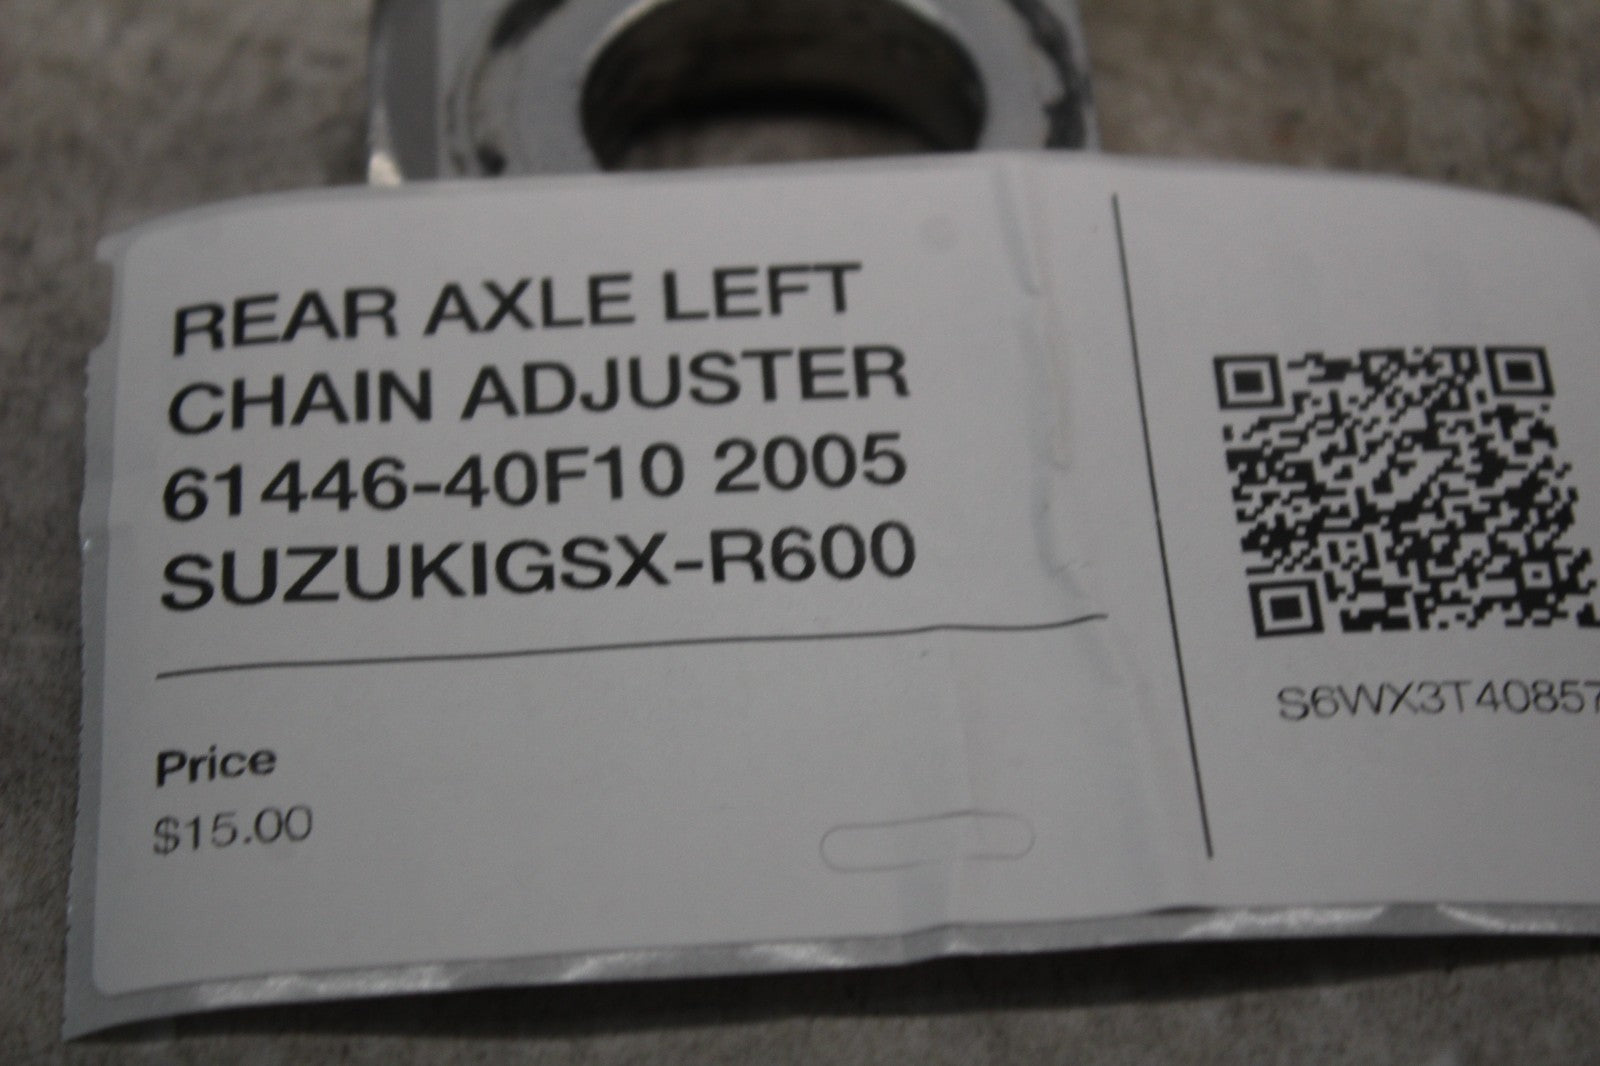 REAR AXLE LEFT
CHAIN ADJUSTER
61446-40F10 2005
SUZUKIGSX-R600
Price
$15.00
S6WX3T40857